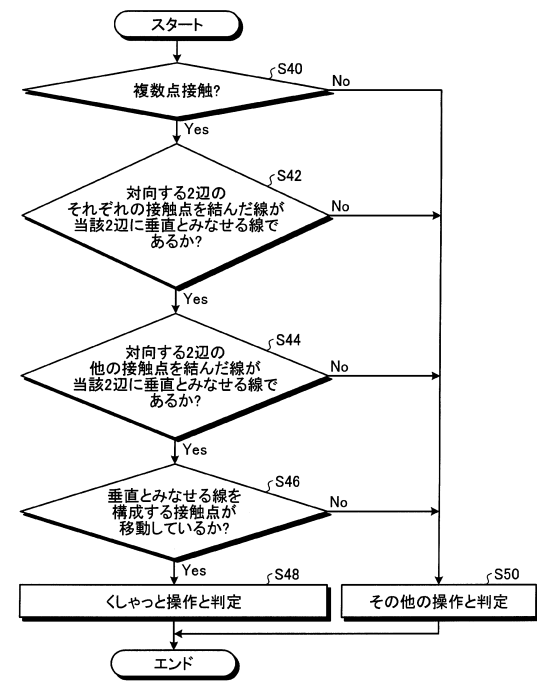 スタート
S40
複数点接触?
No
Yes
S42
対向する2辺の
それぞれの接触点を結んだ線が
当該2辺に垂直とみなせる線で
あるか?
No
Yes
S44
対向する2辺の
他の接触点を結んだ線が
当該2辺に垂直とみなせる線で
あるか?
No
Yes
S46
垂直とみなせる線を
構成する接触点が
移動しているか?
No
Yes
S48
くしゃっと操作と判定
S50
その他の操作と判定
エンド